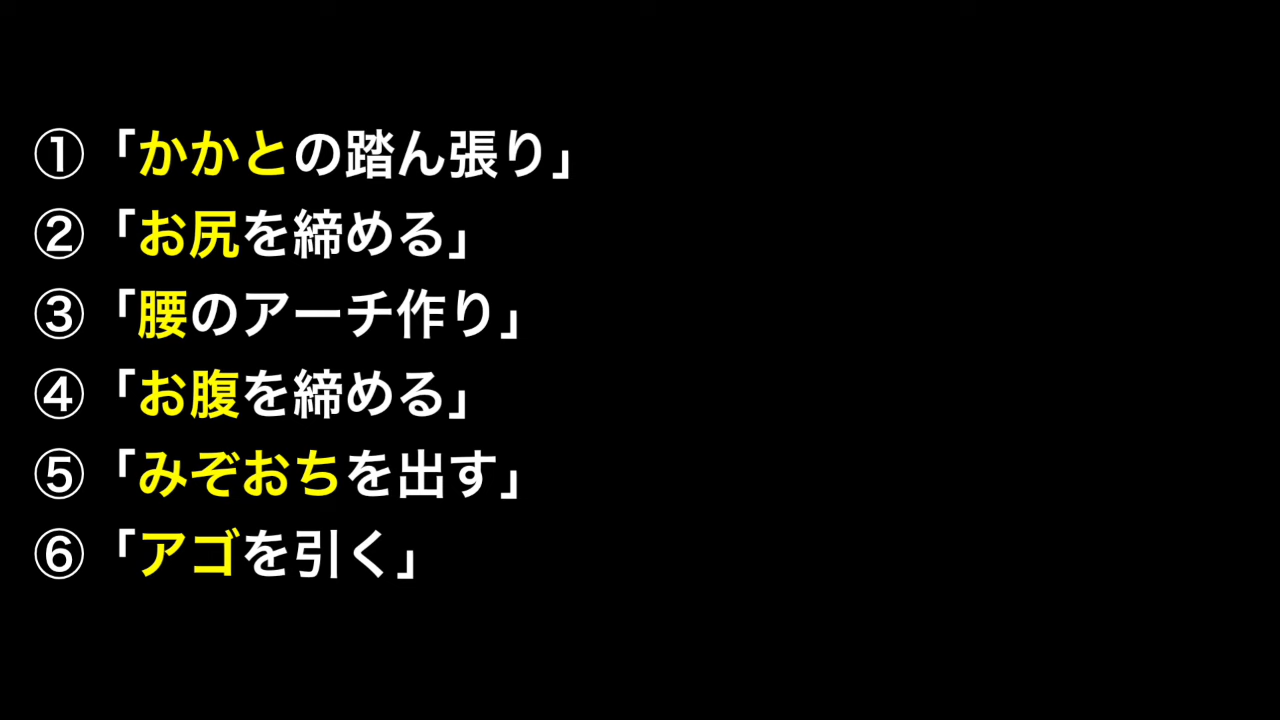 ①「かかとの踏ん張り」
②「お尻を締める」
③「腰のアーチ作り」
④「お腹を締める」
⑤「みぞおちを出す」
⑥「アゴを引く」